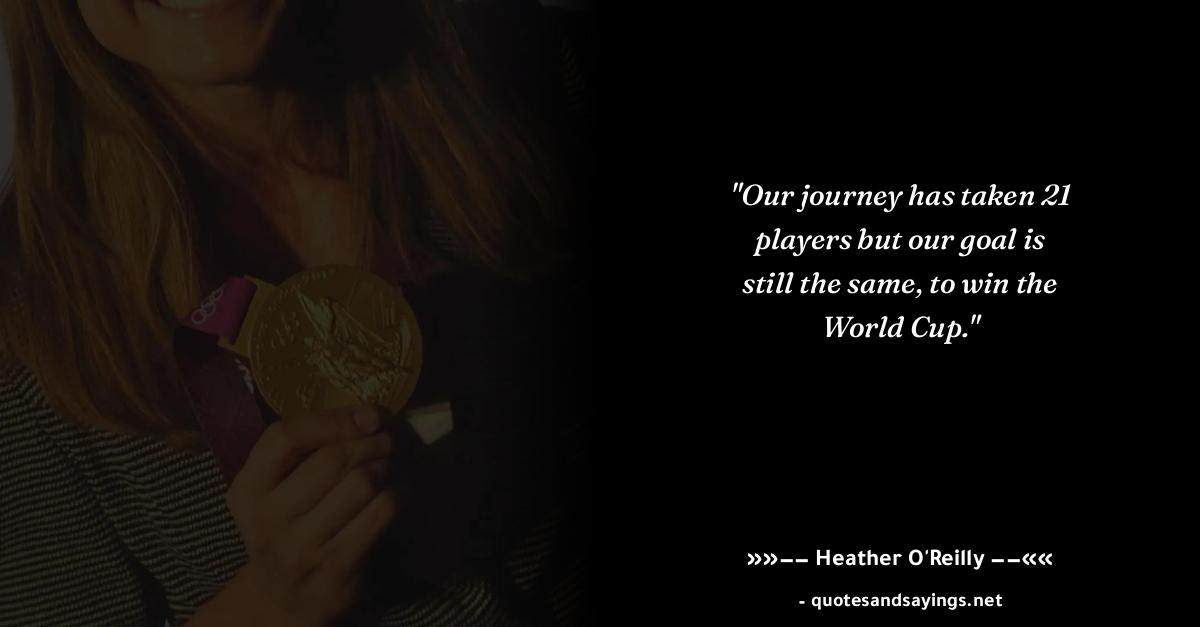 "Our journey has taken 21
players but our goal is
still the same, to win the
World Cup."
»»–– Heather O'Reilly ––««
- quotesandsayings.net